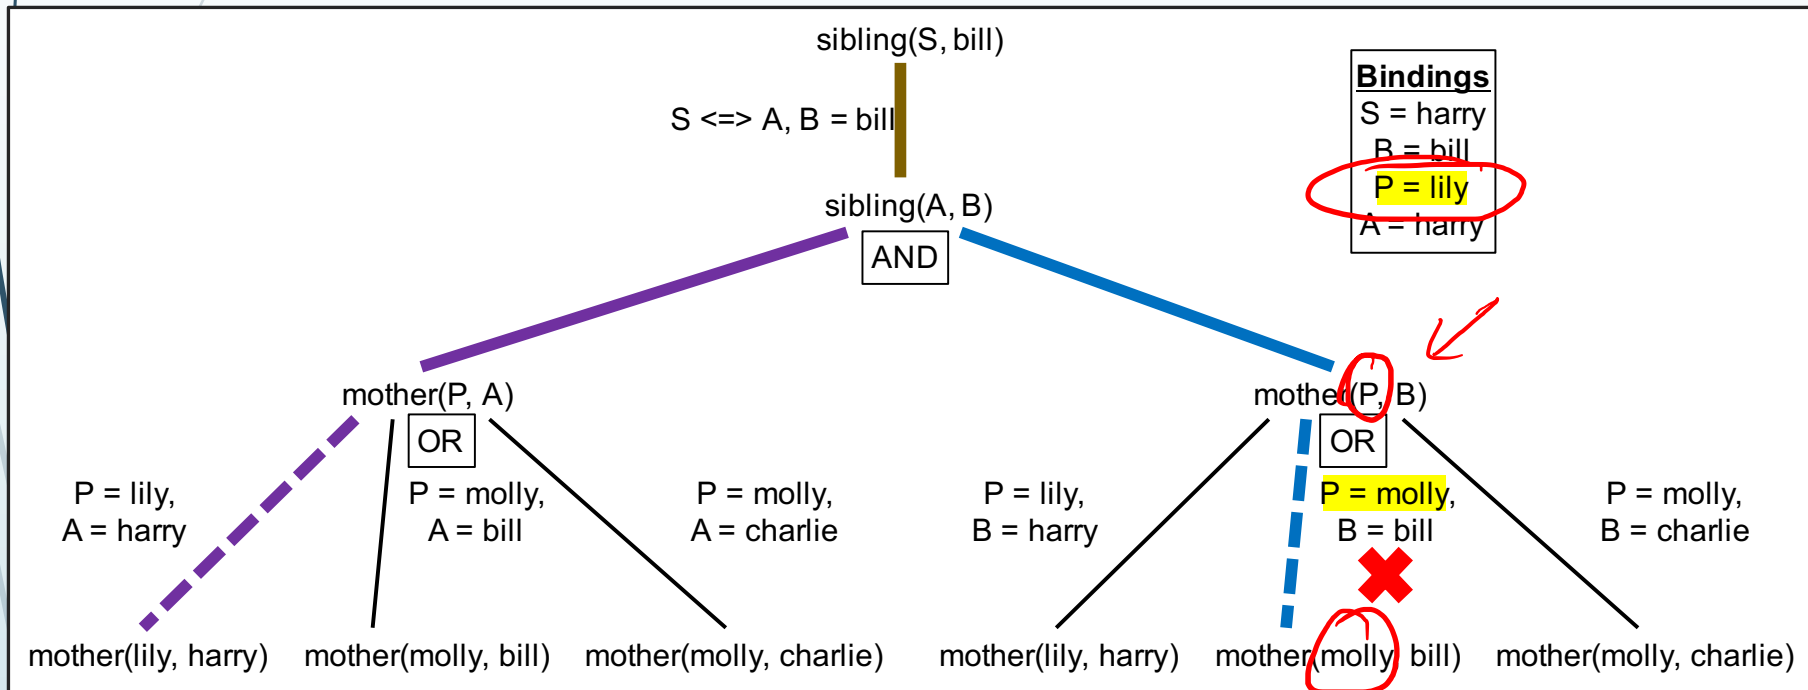 sibling(S, bill)
S <=> A, B = bill
Bindings
S = harry
B = bill
P = lily
A = harry
sibling(A, B)
AND
mother(P, A)
OR
mother(P, B)
OR
P = lily,
A = harry
P = molly,
A = bill
P = molly,
A = charlie
P = lily,
B = harry
P = molly,
B = bill
P = molly,
B = charlie
mother(lily, harry)
mother(molly, bill)
mother(molly, charlie)
mother(lily, harry)
mother(molly, bill)
mother(molly, charlie)